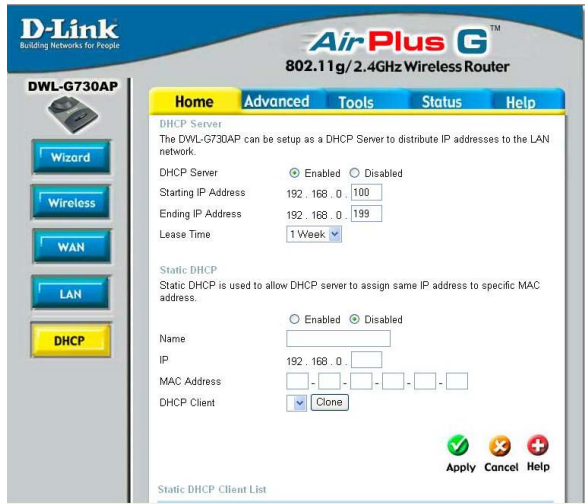 D-Link
Building Networks for People
Air Plus G TM
802.11g/2.4GHz Wireless Router
DWL-G730AP
Home Advanced Tools Status Help
Wizard
Wireless
WAN
LAN
DHCP
DHCP Server
The DWL-G730AP can be setup as a DHCP Server to distribute IP addresses to the LAN
network.
DHCP Server Enabled Disabled
Starting IP Address 192 . 168 . 0 . 100
Ending IP Address 192 . 168 . 0 . 199
Lease Time 1 Week
Static DHCP
Static DHCP is used to allow DHCP server to assign same IP address to specific MAC
address.
Enabled Disabled
Name
IP 192 . 168 . 0 .
MAC Address - - - - -
DHCP Client Clone
Apply Cancel Help
Static DHCP Client List